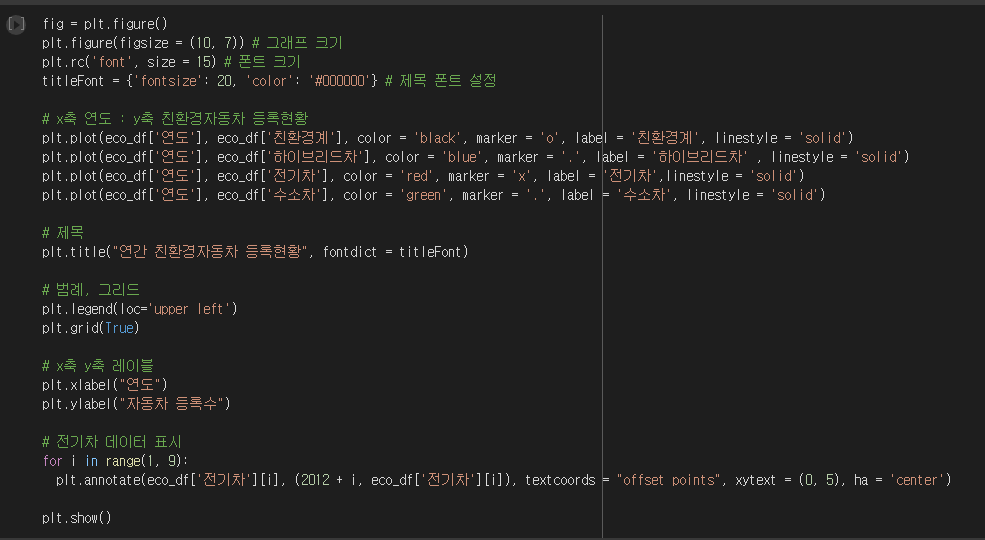 fig = plt.figure()
plt.figure(figsize = (10, 7)) # 그래프 크기
plt.rc('font', size = 15) # 폰트 크기
titleFont = {'fontsize': 20, 'color': '#000000'} # 제목 폰트 설정
# x축 연도 : y축 친환경자동차 등록현황
plt.plot(eco_df['연도'], eco_df['친환경계'], color = 'black', marker = 'o', label = '친환경계', linestyle = 'solid')
plt.plot(eco_df['연도'], eco_df['하이브리드차'], color = 'blue', marker = '.', label = '하이브리드차' , linestyle = 'solid')
plt.plot(eco_df['연도'], eco_df['전기차'], color = 'red', marker = 'x', label = '전기차',linestyle = 'solid')
plt.plot(eco_df['연도'], eco_df['수소차'], color = 'green', marker = '.', label = '수소차', linestyle = 'solid')
# 제목
plt.title("연간 친환경자동차 등록현황", fontdict = titleFont)
# 범례, 그리드
plt.legend(loc='upper left')
plt.grid(True)
# x축 y축 레이블
plt.xlabel("연도")
plt.ylabel("자동차 등록수")
# 전기차 데이터 표시
for i in range(1, 9):
plt.annotate(eco_df['전기차'][i], (2012 + i, eco_df['전기차'][i]), textcoords = "offset points", xytext = (0, 5), ha = 'center')
plt.show()